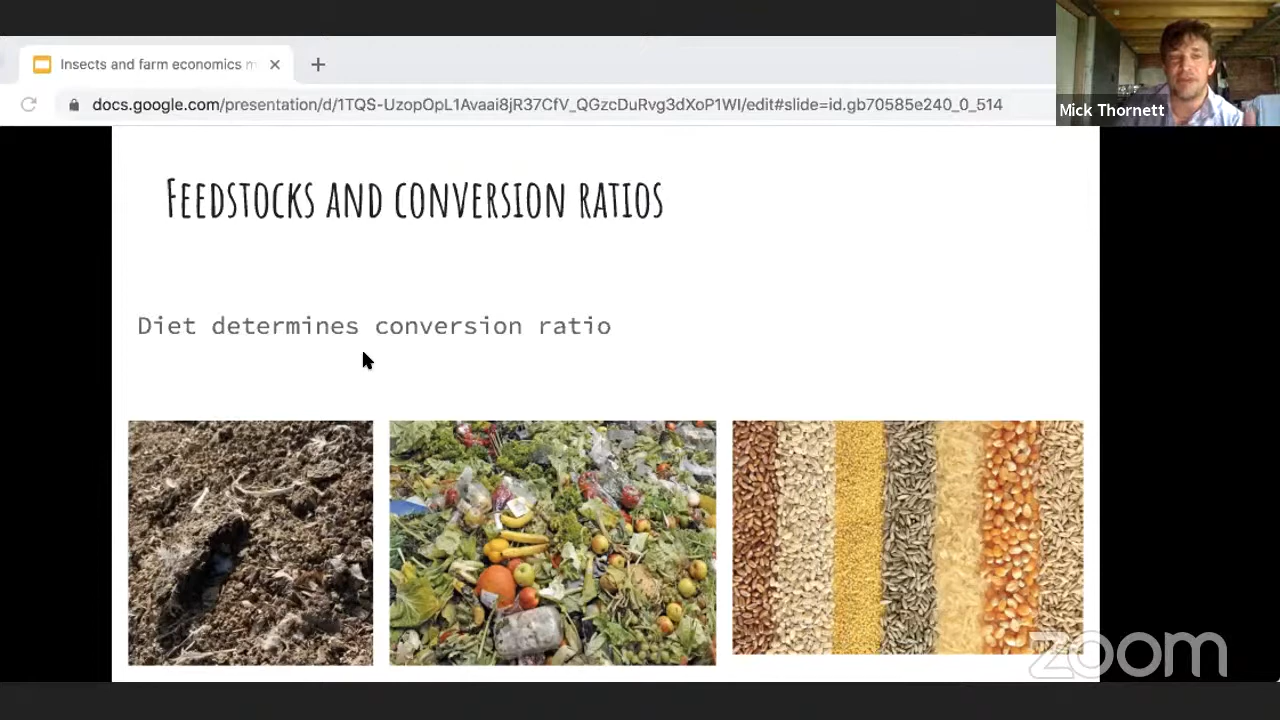 Insects and farm economics m
docs.google.com/presentation/d/1TQS-UzopOpL1Avaai8jR37CfV_QGzcDuRvg3dXoP1WI/edit#slide=id.gb70585e240_0_514
Mick Thornett
Feedstocks and conversion ratios
Diet determines conversion ratio
zoom